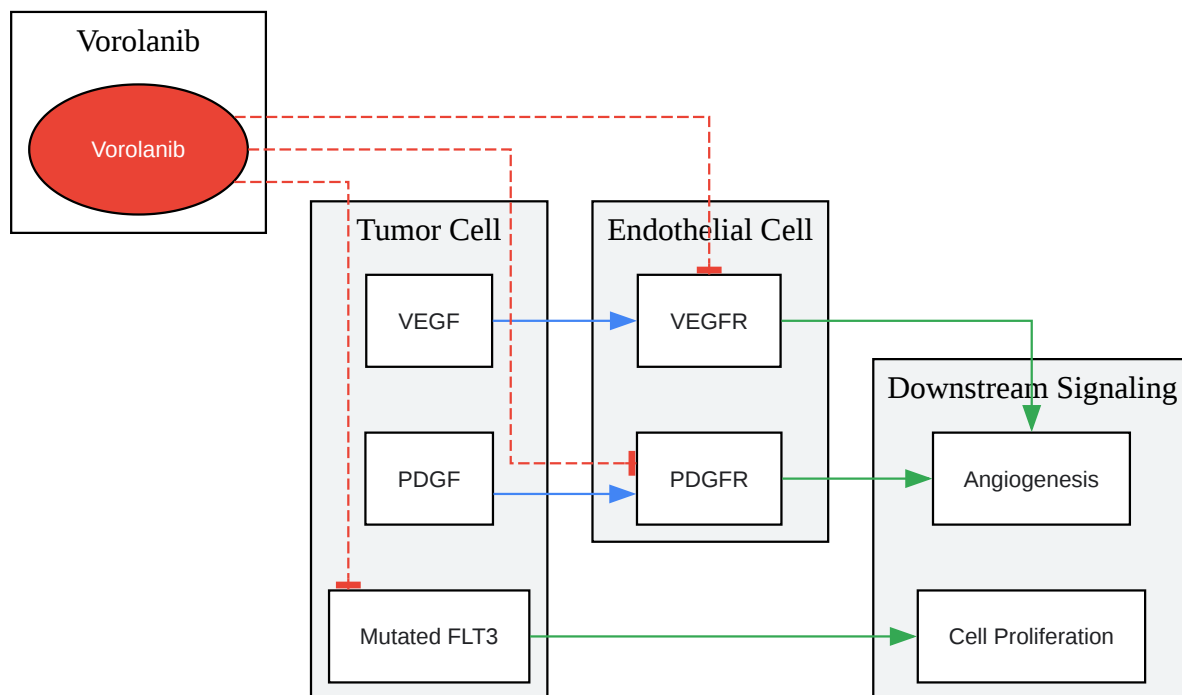 Vorolanib
Vorolanib
Tumor Cell
Endothelial Cell
VEGF
VEGFR
Downstream Signaling
PDGF
PDGFR
Angiogenesis
Mutated FLT3
Cell Proliferation